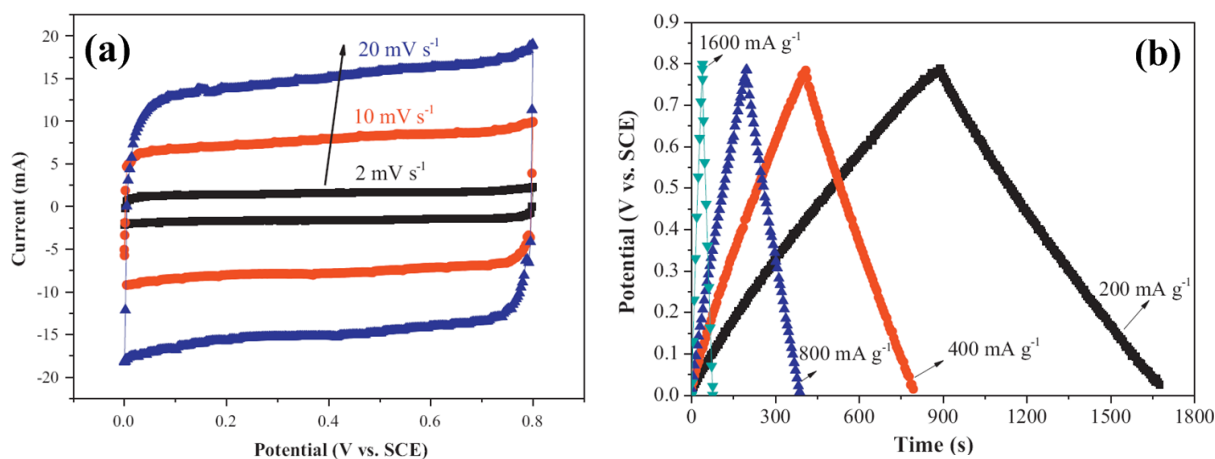 (a)
20 mV s⁻¹
10 mV s⁻¹
2 mV s⁻¹
Current (mA)
20
15
10
5
0
-5
-10
-15
-20
0.0 0.2 0.4 0.6 0.8
Potential (V vs. SCE)
(b)
1600 mA g⁻¹
200 mA g⁻¹
800 mA g⁻¹
400 mA g⁻¹
Potential (V vs. SCE)
0.9
0.8
0.7
0.6
0.5
0.4
0.3
0.2
0.1
0.0
0 300 600 900 1200 1500 1800
Time (s)